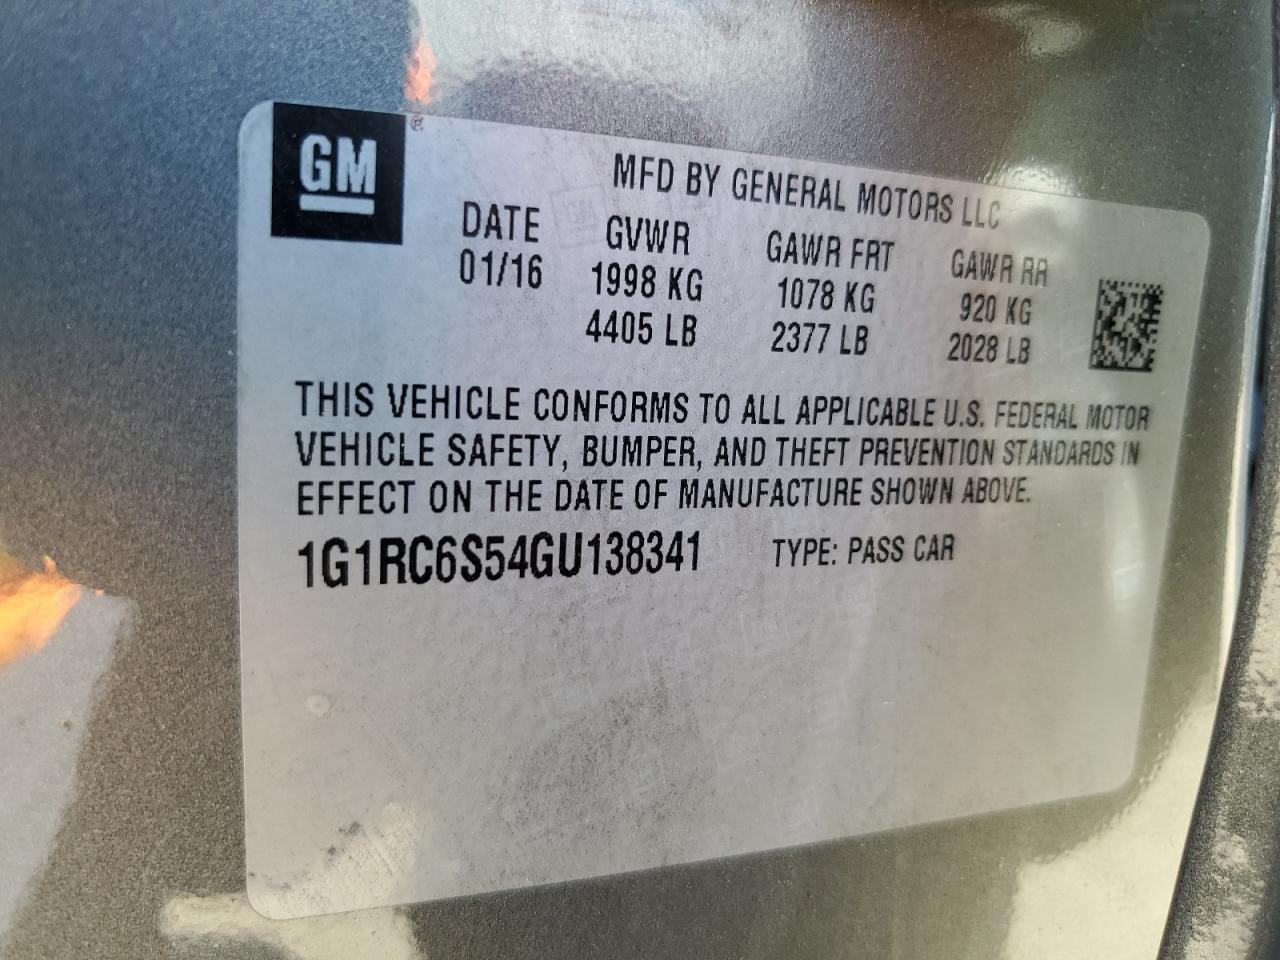 GM ®
MFD BY GENERAL MOTORS LLC
DATE GVWR GAWR FRT GAWR RR
01/16 1998 KG 1078 KG 920 KG
4405 LB 2377 LB 2028 LB
THIS VEHICLE CONFORMS TO ALL APPLICABLE U.S. FEDERAL MOTOR
VEHICLE SAFETY, BUMPER, AND THEFT PREVENTION STANDARDS IN
EFFECT ON THE DATE OF MANUFACTURE SHOWN ABOVE.
1G1RC6S54GU138341 TYPE: PASS CAR